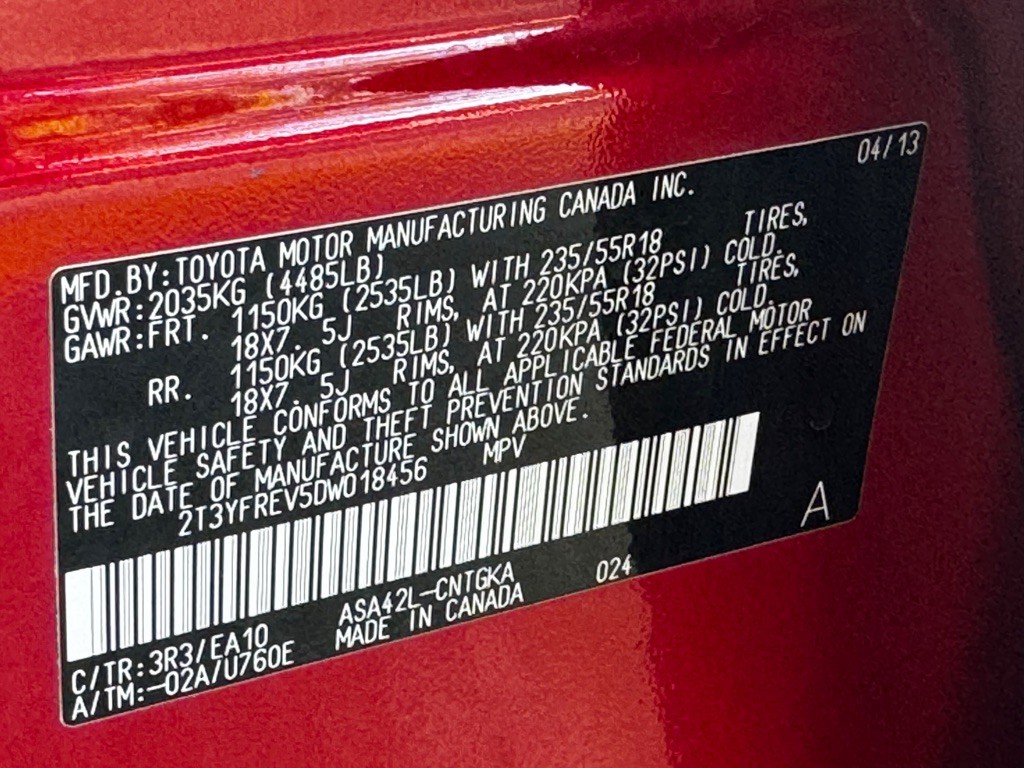 04/13
MFD.BY:TOYOTA MOTOR MANUFACTURING CANADA INC.
GVWR:2035KG (4485LB)
GAWR:FRT. 1150KG (2535LB) WITH 235/55R18 TIRES,
18X7. 5J RIMS, AT 220KPA (32PSI) COLD.
RR. 1150KG (2535LB) WITH 235/55R18 TIRES,
18X7. 5J RIMS, AT 220KPA (32PSI) COLD.
THIS VEHICLE CONFORMS TO ALL APPLICABLE FEDERAL MOTOR
VEHICLE SAFETY AND THEFT PREVENTION STANDARDS IN EFFECT ON
THE DATE OF MANUFACTURE SHOWN ABOVE.
2T3YFREV5DW018456 MPV
A
ASA42L-CNTGKA 024
C/TR:3R3/EA10 MADE IN CANADA
A/TM:-02A/U760E